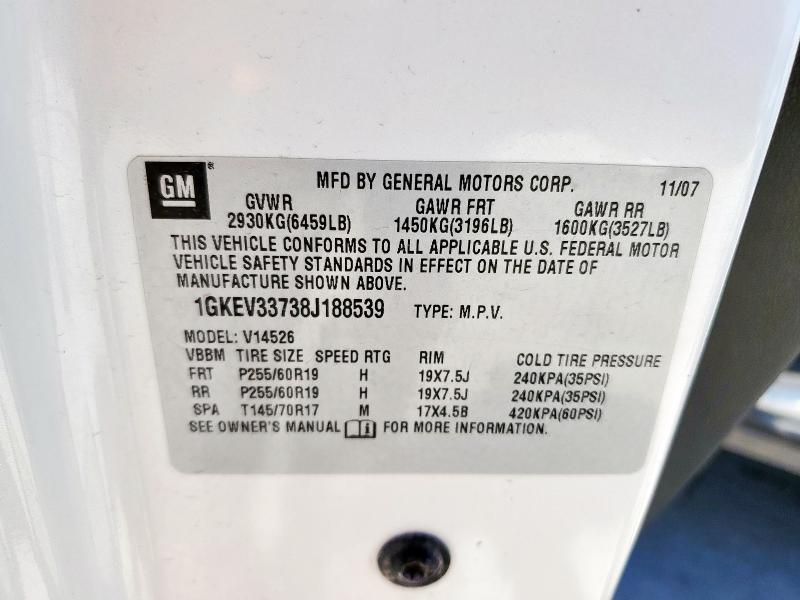 GM ®
MFD BY GENERAL MOTORS CORP. 11/07
GVWR GAWR FRT GAWR RR
2930KG(6459LB) 1450KG(3196LB) 1600KG(3527LB)
THIS VEHICLE CONFORMS TO ALL APPLICABLE U.S. FEDERAL MOTOR
VEHICLE SAFETY STANDARDS IN EFFECT ON THE DATE OF
MANUFACTURE SHOWN ABOVE.
1GKEV33738J188539 TYPE: M.P.V.
MODEL: V14526
VBBM TIRE SIZE SPEED RTG RIM COLD TIRE PRESSURE
FRT P255/60R19 H 19X7.5J 240KPA(35PSI)
RR P255/60R19 H 19X7.5J 240KPA(35PSI)
SPA T145/70R17 M 17X4.5B 420KPA(60PSI)
SEE OWNER'S MANUAL i FOR MORE INFORMATION.